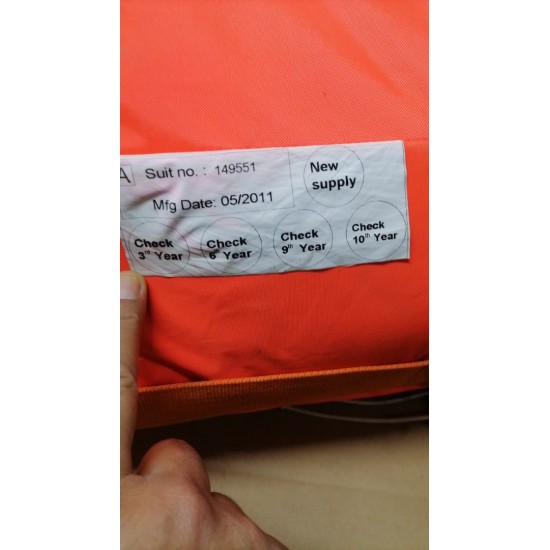 A Suit no. : 149551
New supply
Mfg Date: 05/2011
Check 3th Year
Check 6th Year
Check 9th Year
Check 10th Year